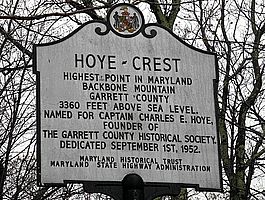 HOYE - CREST
HIGHEST POINT IN MARYLAND
BACKBONE MOUNTAIN
GARRETT COUNTY
3360 FEET ABOVE SEA LEVEL.
NAMED FOR CAPTAIN CHARLES E. HOYE,
FOUNDER OF
THE GARRETT COUNTY HISTORICAL SOCIETY.
DEDICATED SEPTEMBER 1ST, 1952.
MARYLAND HISTORICAL TRUST
MARYLAND STATE HIGHWAY ADMINISTRATION